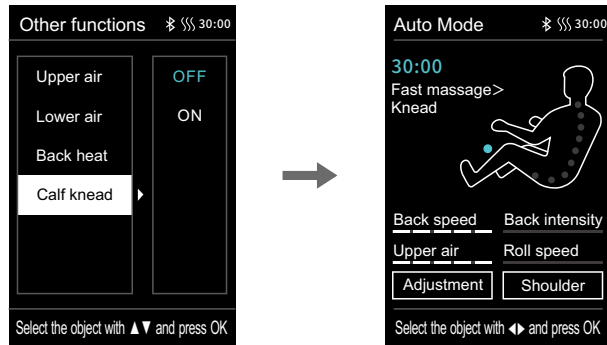 Other functions 30:00
Upper air OFF
Lower air ON
Back heat
Calf knead
Select the object with ▲▼ and press OK
Auto Mode 30:00
30:00
Fast massage>
Knead
Back speed Back intensity
Upper air Roll speed
Adjustment Shoulder
Select the object with ◀▶ and press OK